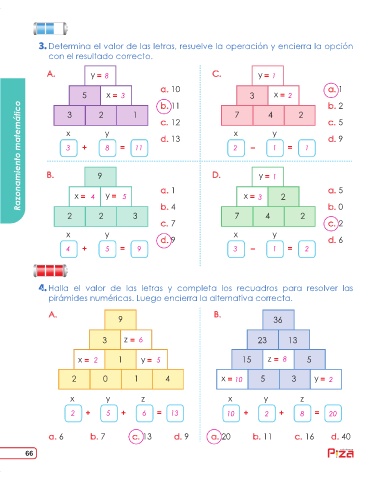 3. Determina el valor de las letras, resuelve la operación y encierra la opción
con el resultado correcto.
A.
y = 8
5 x = 3
3 2 1
x y
3 + 8 = 11
a. 10
b. 11
c. 12
d. 13
C.
y = 1
3 x = 2
7 4 2
x y
2 – 1 = 1
a. 1
b. 2
c. 5
d. 9
B.
9
x = 4 y = 5
2 2 3
x y
4 + 5 = 9
a. 1
b. 4
c. 7
d. 9
D.
y = 1
x = 3 2
7 4 2
x y
3 – 1 = 2
a. 5
b. 0
c. 2
d. 6
Razonamiento matemático
4. Halla el valor de las letras y completa los recuadros para resolver las
pirámides numéricas. Luego encierra la alternativa correcta.
A.
9
3 z = 6
x = 2 1 y = 5
2 0 1 4
x y z
2 + 5 + 6 = 13
a. 6 b. 7 c. 13 d. 9
B.
36
23 13
15 z = 8 5
x = 10 5 3 y = 2
x y z
10 + 2 + 8 = 20
a. 20 b. 11 c. 16 d. 40
66